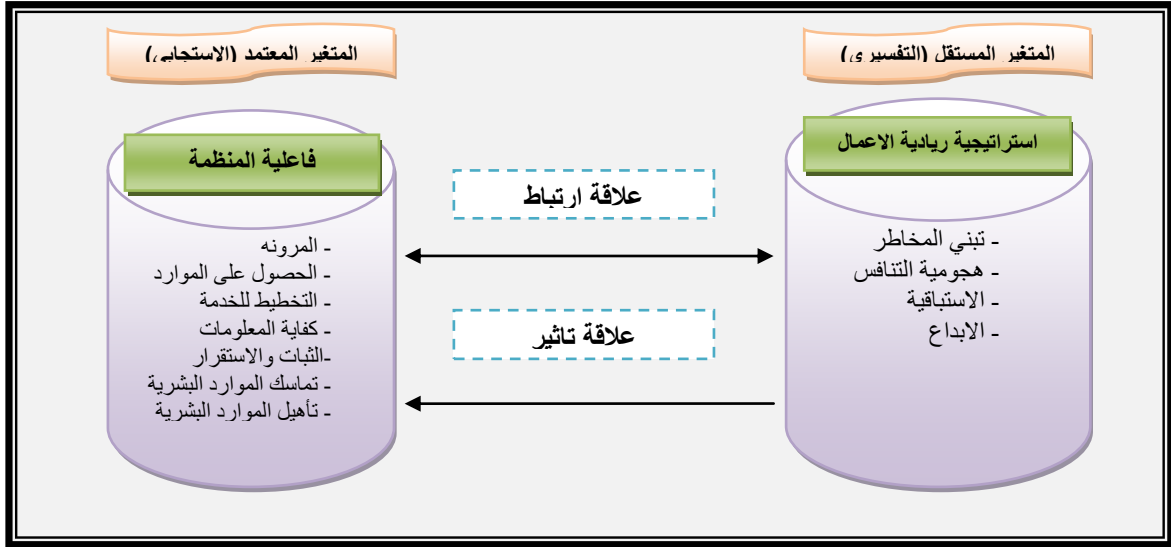 المتغير المستقل (التفسيري)
المتغير المعتمد (الاستجابي)
استراتيجية ريادية الاعمال
- تبني المخاطر
- هجومية التنافس
- الاستباقية
- الابداع
علاقة ارتباط
علاقة تاثير
فاعلية المنظمة
- المرونه
- الحصول على الموارد
- التخطيط للخدمة
- كفاية المعلومات
-الثبات والاستقرار
- تماسك الموارد البشرية
- تأهيل الموارد البشرية